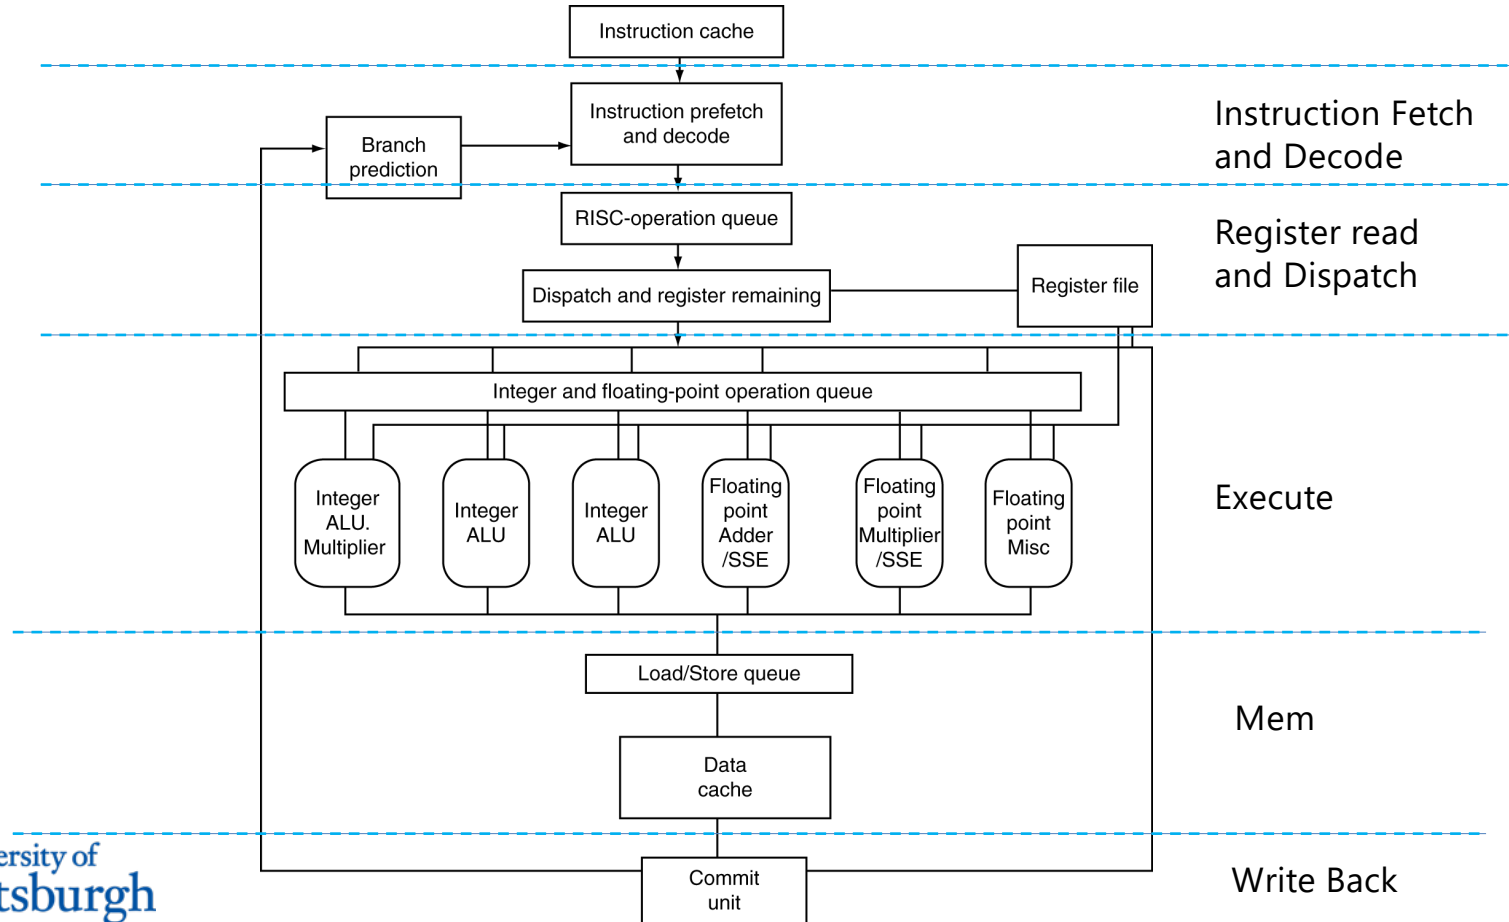 Instruction cache
Instruction prefetch
and decode
Instruction Fetch
and Decode
Branch
prediction
RISC-operation queue
Register read
and Dispatch
Dispatch and register remaining
Register file
Integer and floating-point operation queue
Integer
ALU.
Multiplier
Integer
ALU
Integer
ALU
Floating
point
Adder
/SSE
Floating
point
Multiplier
/SSE
Floating
point
Misc
Execute
Load/Store queue
Mem
Data
cache
ersity of
tsburgh
Commit
unit
Write Back